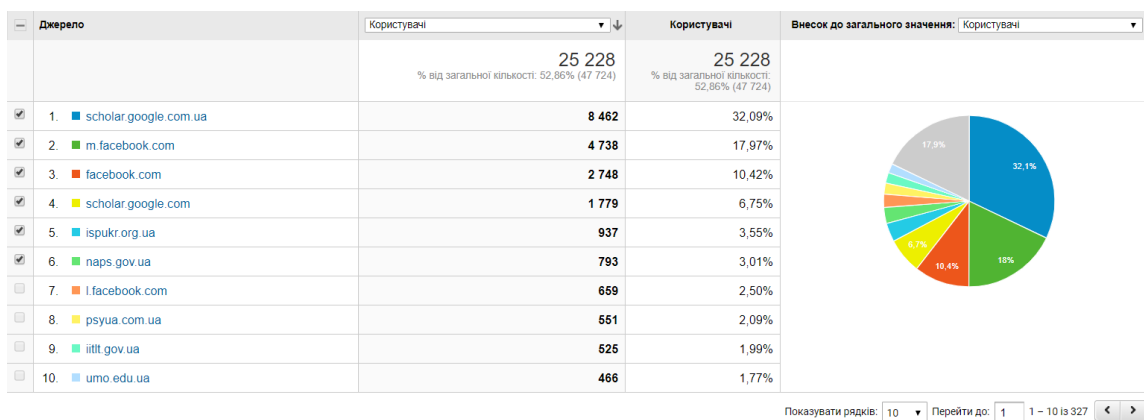 Джерело Користувачі Користувачі Внесок до загального значення: Користувачі
25 228 25 228
% від загальної кількості: 52,86% (47 724) % від загальної кількості:
52,86% (47 724)
1. scholar.google.com.ua 8 462 32,09%
2. m.facebook.com 4 738 17,97%
3. facebook.com 2 748 10,42%
4. scholar.google.com 1 779 6,75%
5. ispukr.org.ua 937 3,55%
6. naps.gov.ua 793 3,01%
7. l.facebook.com 659 2,50%
8. psyua.com.ua 551 2,09%
9. iitlt.gov.ua 525 1,99%
10. umo.edu.ua 466 1,77%
17,9%
32,1%
6,7%
10,4%
18%
Показувати рядків: 10 Перейти до: 1 1 – 10 із 327